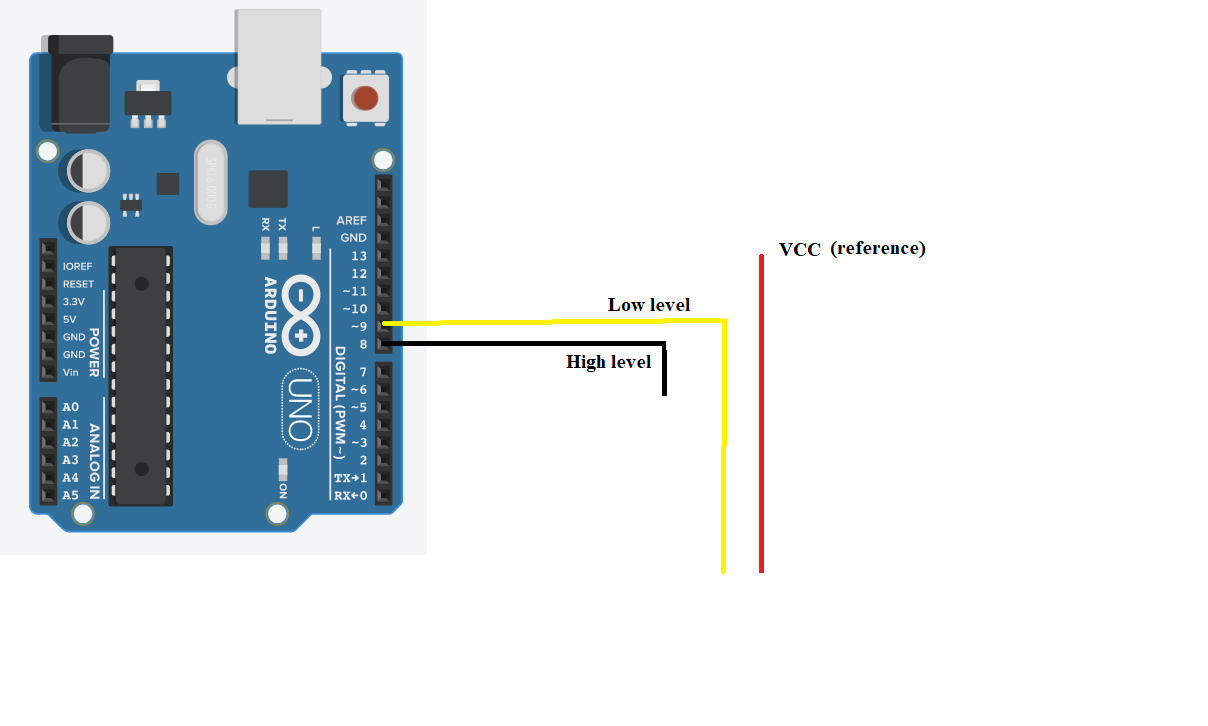 RX
TX
L
AREF
GND
13
12
~11
~10
~9
8
7
~6
~5
4
~3
2
TX→1
RX←0
IOREF
RESET
3.3V
5V
GND
GND
Vin
POWER
A0
A1
A2
A3
A4
A5
ANALOG IN
ARDUINO
UNO
DIGITAL (PWM ~)
ON
Low level
High level
VCC (reference)